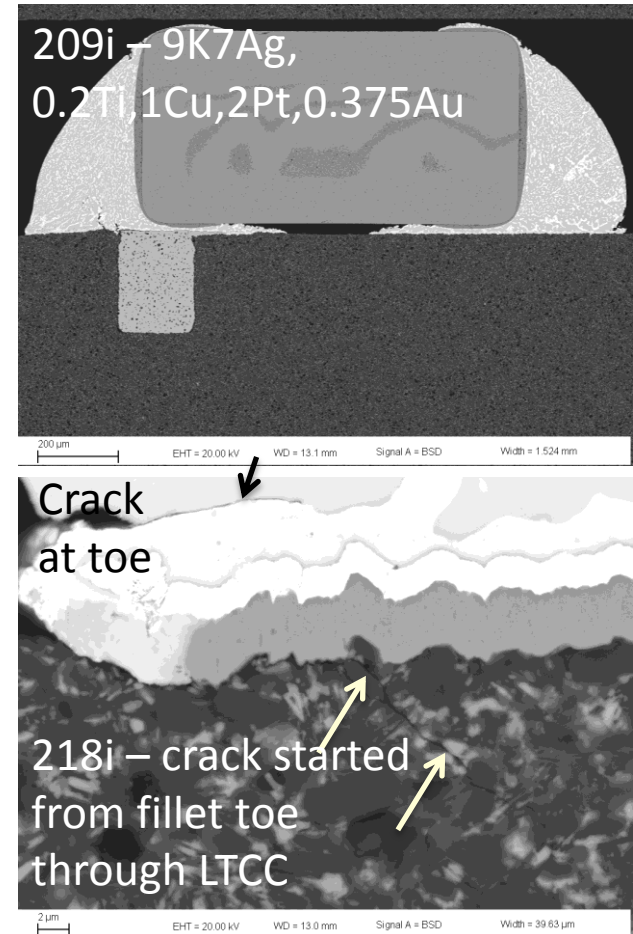 209i – 9K7Ag,
0.2Ti,1Cu,2Pt,0.375Au
200 µm
EHT = 20.00 kV WD = 13.1 mm Signal A = BSD Width = 1.524 mm
Crack
at toe
218i – crack started
from fillet toe
through LTCC
2 µm
EHT = 20.00 kV WD = 13.0 mm Signal A = BSD Width = 39.63 µm